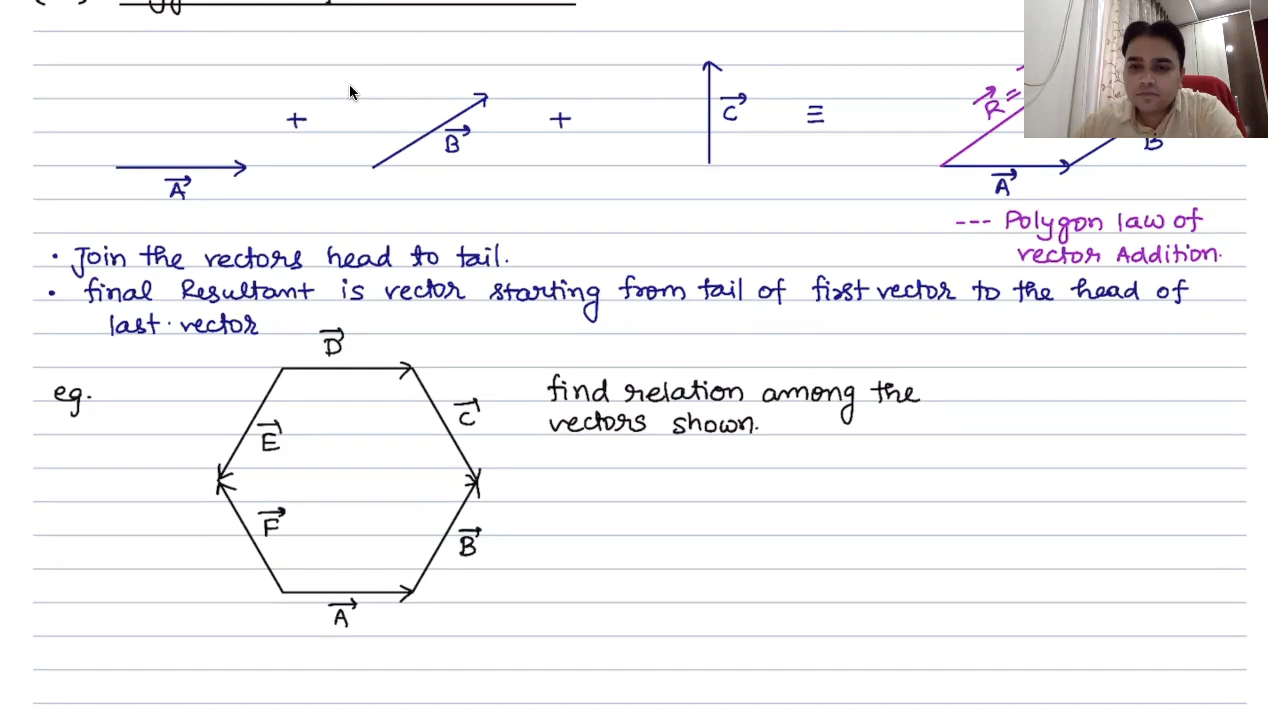 + + ≡
A⃗ B⃗ C⃗ R⃗ = A⃗ B
--- Polygon law of
vector Addition.
· Join the vectors head to tail.
· final Resultant is vector starting from tail of first vector to the head of
last. vector
eg. find relation among the
vectors shown.
D⃗
C⃗
E⃗
F⃗
B⃗
A⃗